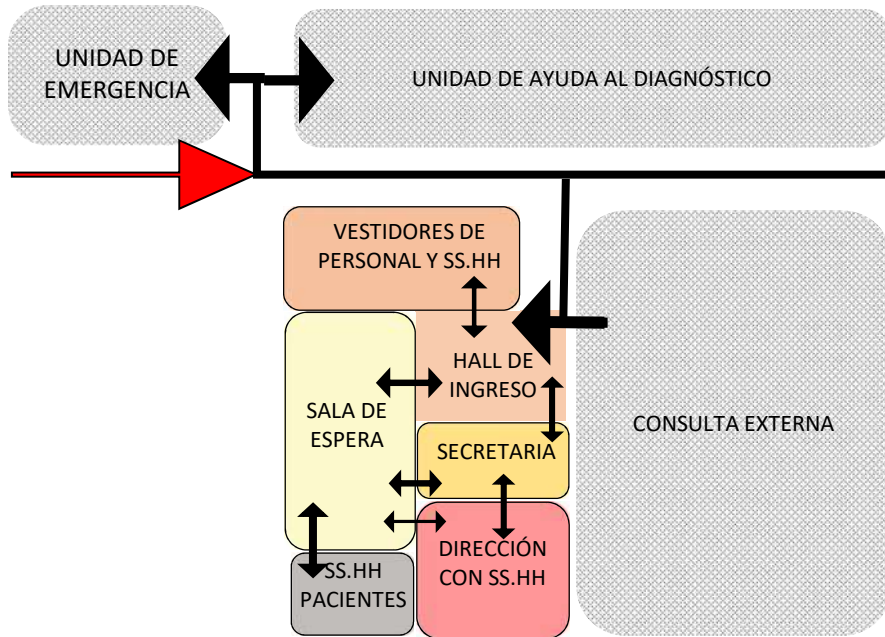 UNIDAD DE
EMERGENCIA
UNIDAD DE AYUDA AL DIAGNÓSTICO
VESTIDORES DE
PERSONAL Y SS.HH
HALL DE
INGRESO
SALA DE
ESPERA
SECRETARIA
DIRECCIÓN
CON SS.HH
SS.HH
PACIENTES
CONSULTA EXTERNA